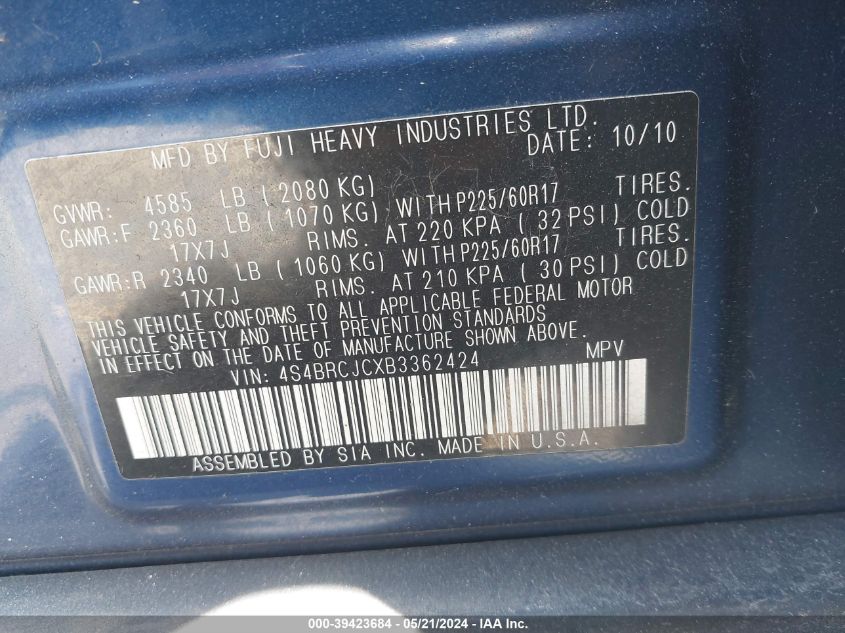 MFD BY FUJI HEAVY INDUSTRIES LTD.
DATE: 10/10
GVWR: 4585 LB ( 2080 KG)
GAWR:F 2360 LB ( 1070 KG) WITH P225/60R17 TIRES.
17X7J RIMS. AT 220 KPA ( 32 PSI) COLD
GAWR:R 2340 LB ( 1060 KG) WITH P225/60R17 TIRES.
17X7J RIMS. AT 210 KPA ( 30 PSI) COLD
THIS VEHICLE CONFORMS TO ALL APPLICABLE FEDERAL MOTOR
VEHICLE SAFETY AND THEFT PREVENTION STANDARDS
IN EFFECT ON THE DATE OF MANUFACTURE SHOWN ABOVE.
VIN: 4S4BRCJCXB3362424 MPV
ASSEMBLED BY SIA INC. MADE IN U.S.A.
000-39423684 - 05/21/2024 - IAA Inc.